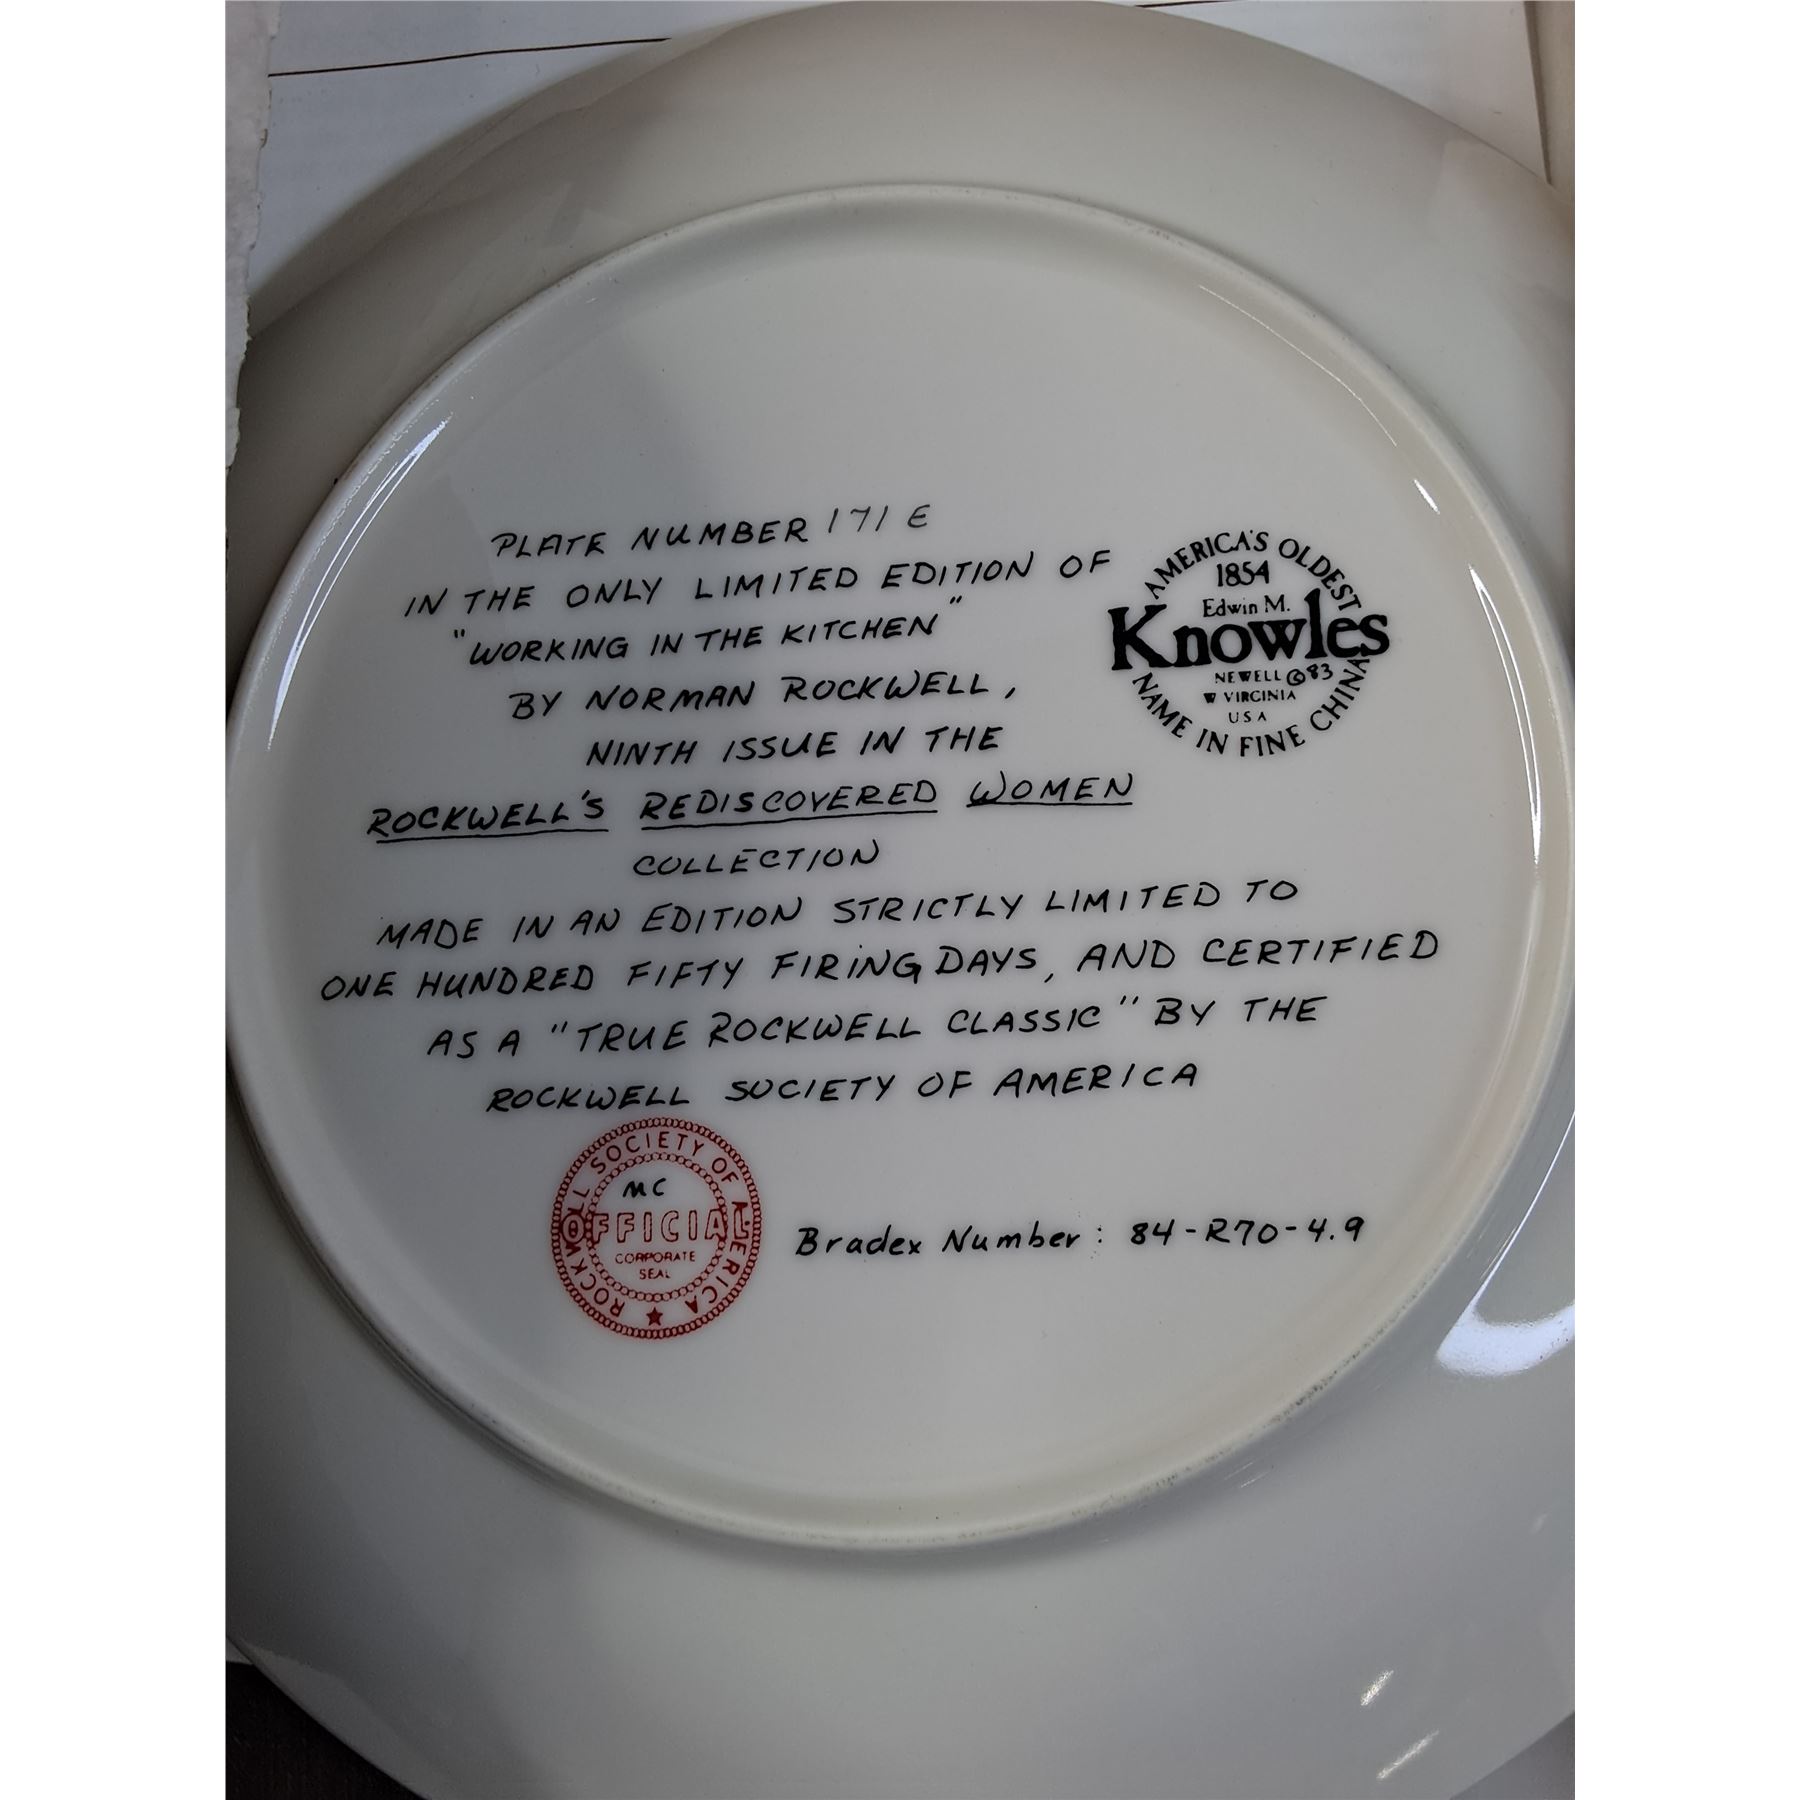 PLATE NUMBER 171 E
IN THE ONLY LIMITED EDITION OF
"WORKING IN THE KITCHEN"
BY NORMAN ROCKWELL,
NINTH ISSUE IN THE
ROCKWELL'S REDISCOVERED WOMEN
COLLECTION
MADE IN AN EDITION STRICTLY LIMITED TO
ONE HUNDRED FIFTY FIRING DAYS, AND CERTIFIED
AS A "TRUE ROCKWELL CLASSIC" BY THE
ROCKWELL SOCIETY OF AMERICA
AMERICA'S OLDEST
1854
Edwin M.
Knowles
NEWELL © 83
W VIRGINIA
USA
NAME IN FINE CHINA
ROCKWELL SOCIETY OF AMERICA
MC
OFFICIAL
CORPORATE
SEAL
Bradex Number: 84-R70-4.9